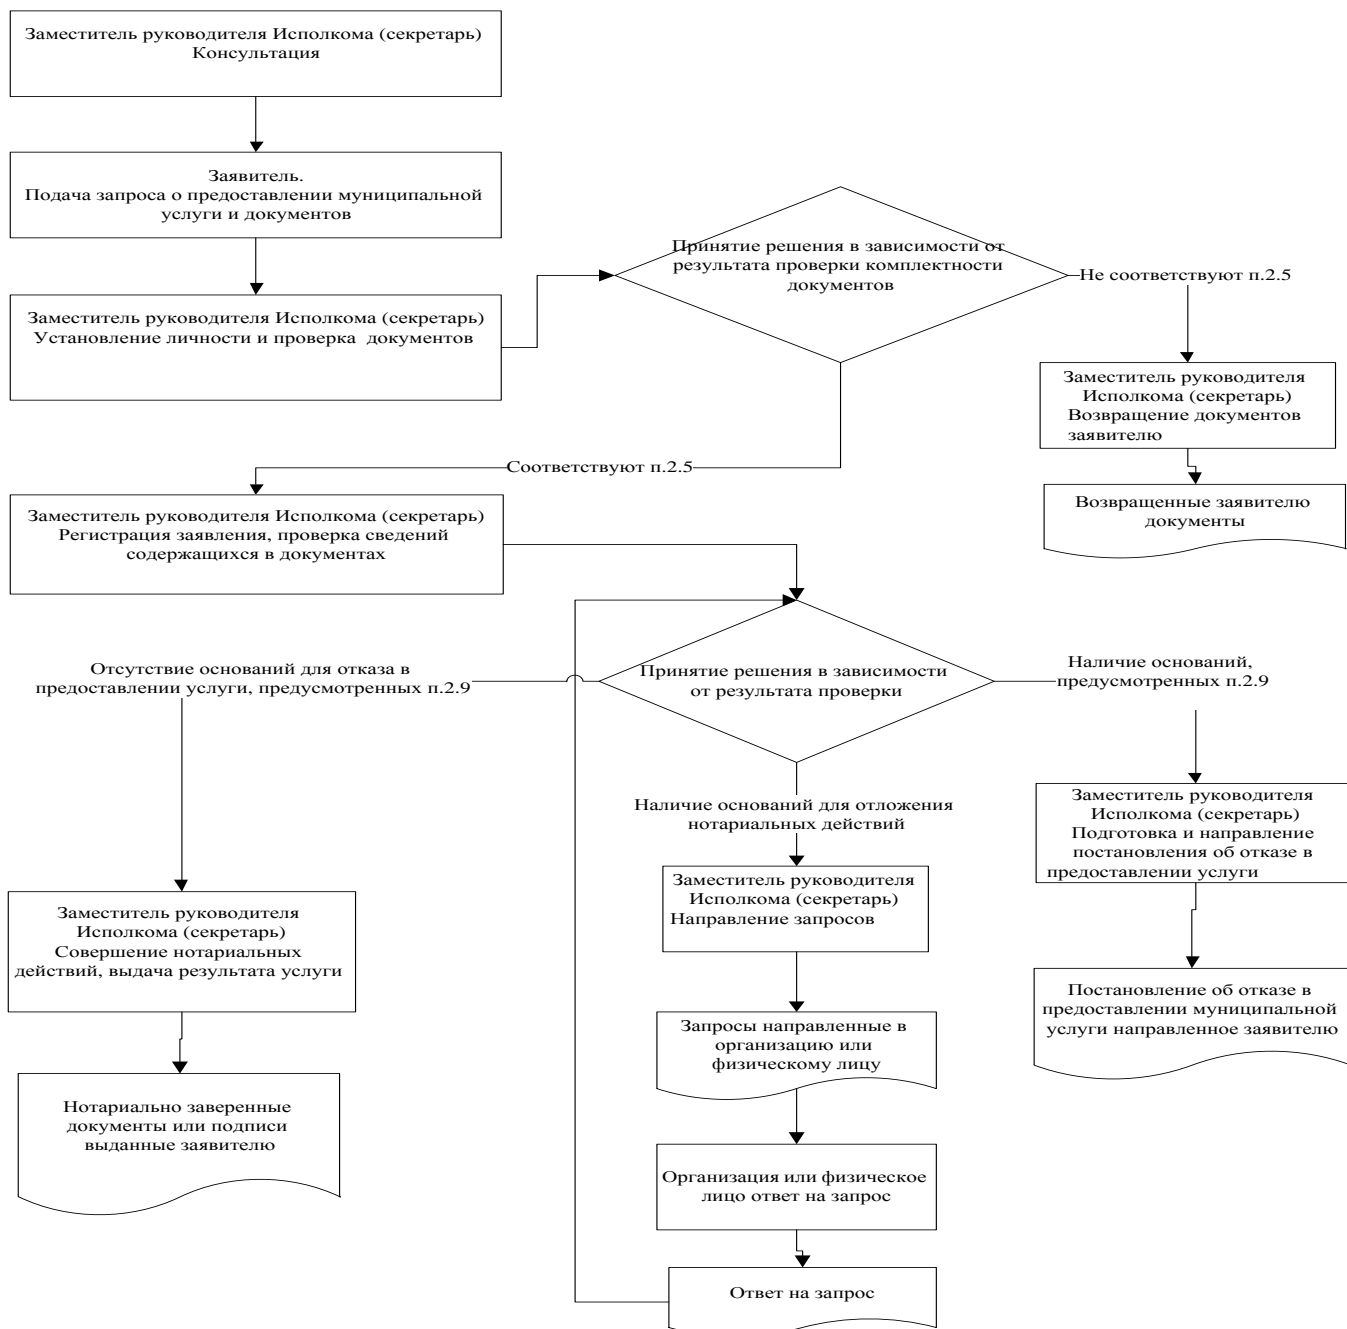 Заместитель руководителя Исполкома (секретарь)
Консультация
Заявитель.
Подача запроса о предоставлении муниципальной
услуги и документов
Заместитель руководителя Исполкома (секретарь)
Установление личности и проверка документов
Принятие решения в зависимости от
результата проверки комплектности
документов
Не соответствуют п.2.5
Заместитель руководителя
Исполкома (секретарь)
Возвращение документов
заявителю
Возвращенные заявителю
документы
Соответствуют п.2.5
Заместитель руководителя Исполкома (секретарь)
Регистрация заявления, проверка сведений
содержащихся в документах
Принятие решения в зависимости
от результата проверки
Отсутствие оснований для отказа в
предоставлении услуги, предусмотренных п.2.9
Наличие оснований,
предусмотренных п.2.9
Наличие оснований для отложения
нотариальных действий
Заместитель руководителя
Исполкома (секретарь)
Совершение нотариальных
действий, выдача результата услуги
Нотариально заверенные
документы или подписи
выданные заявителю
Заместитель руководителя
Исполкома (секретарь)
Направление запросов
Запросы направленные в
организацию или
физическому лицу
Организация или физическое
лицо ответ на запрос
Ответ на запрос
Заместитель руководителя
Исполкома (секретарь)
Подготовка и направление
постановления об отказе в
предоставлении услуги
Постановление об отказе в
предоставлении муниципальной
услуги направленное заявителю